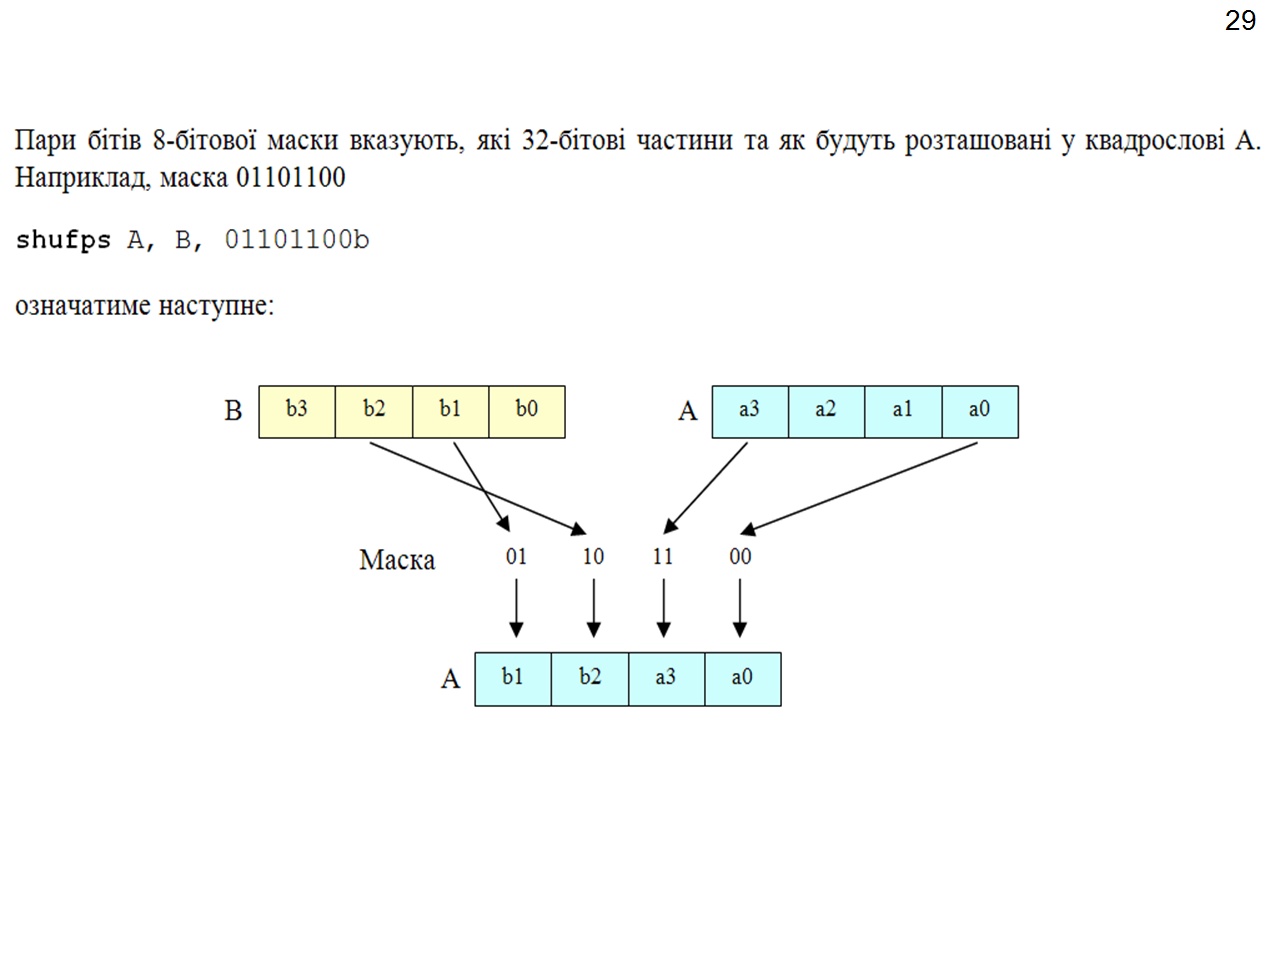 29
Пари бітів 8-бітової маски вказують, які 32-бітові частини та як будуть розташовані у квадрослові A.
Наприклад, маска 01101100
shufps A, B, 01101100b
означатиме наступне:
B b3 b2 b1 b0 A a3 a2 a1 a0
Маска 01 10 11 00
A b1 b2 a3 a0